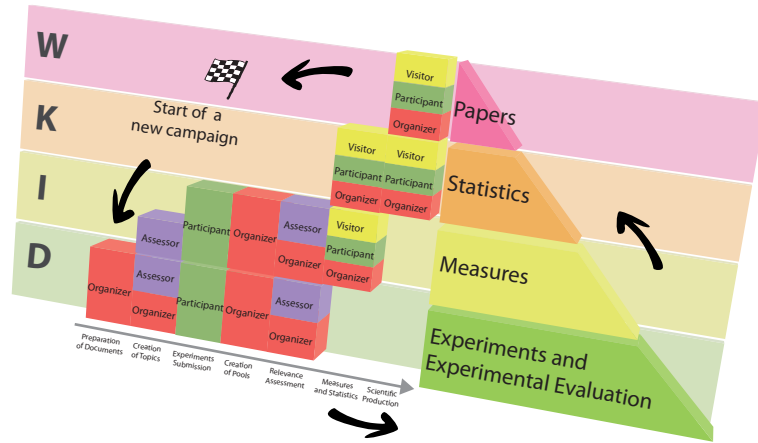 W
K
I
D
Start of a
new campaign
Visitor
Participant
Organizer
Visitor Visitor
Participant Participant
Organizer Organizer
Visitor
Participant
Organizer
Assessor
Participant
Organizer
Assessor
Organizer
Organizer
Assessor
Organizer
Participant
Organizer
Assessor
Organizer
Papers
Statistics
Measures
Experiments and
Experimental Evaluation
Preparation
of Documents
Creation
of Topics
Experiments
Submission
Creation
of Pools
Relevance
Assessment
Measures
and Statistics
Scientific
Production